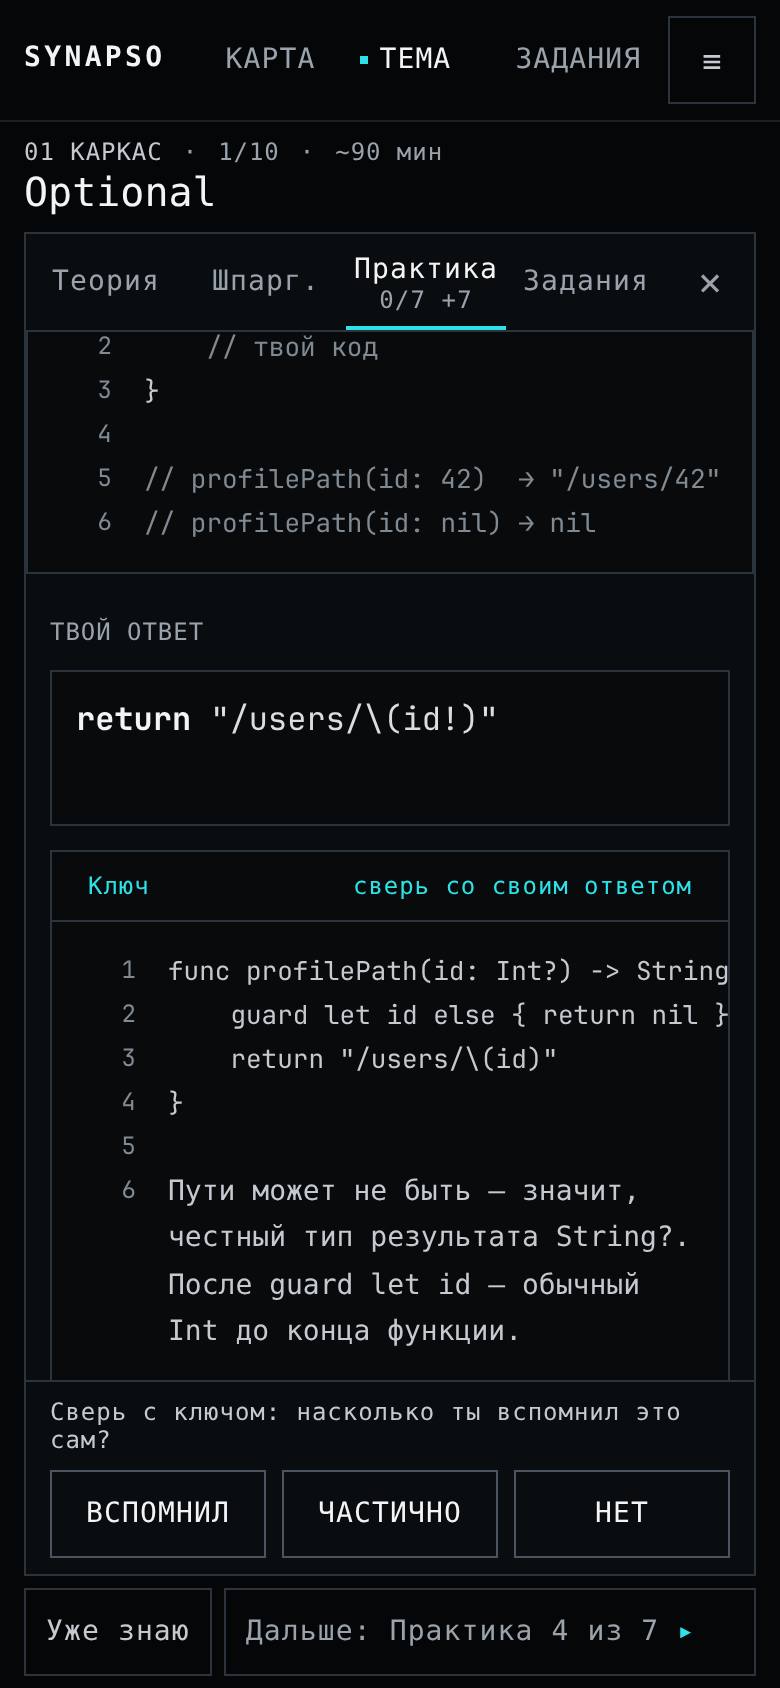 SYNAPSO КАРТА ТЕМА ЗАДАНИЯ ≡
01 КАРКАС · 1/10 · ~90 мин
Optional
Теория Шпарг. Практика 0/7 +7 Задания ×
2 // твой код
3 }
4
5 // profilePath(id: 42)  → "/users/42"
6 // profilePath(id: nil) → nil
ТВОЙ ОТВЕТ
return "/users/\(id!)"
Ключ сверь со своим ответом
1 func profilePath(id: Int?) -> String
2     guard let id else { return nil }
3     return "/users/\(id)"
4 }
5
6 Пути может не быть — значит,
честный тип результата String?.
После guard let id — обычный
Int до конца функции.
Сверь с ключом: насколько ты вспомнил это
сам?
ВСПОМНИЛ ЧАСТИЧНО НЕТ
Уже знаю Дальше: Практика 4 из 7 ▸